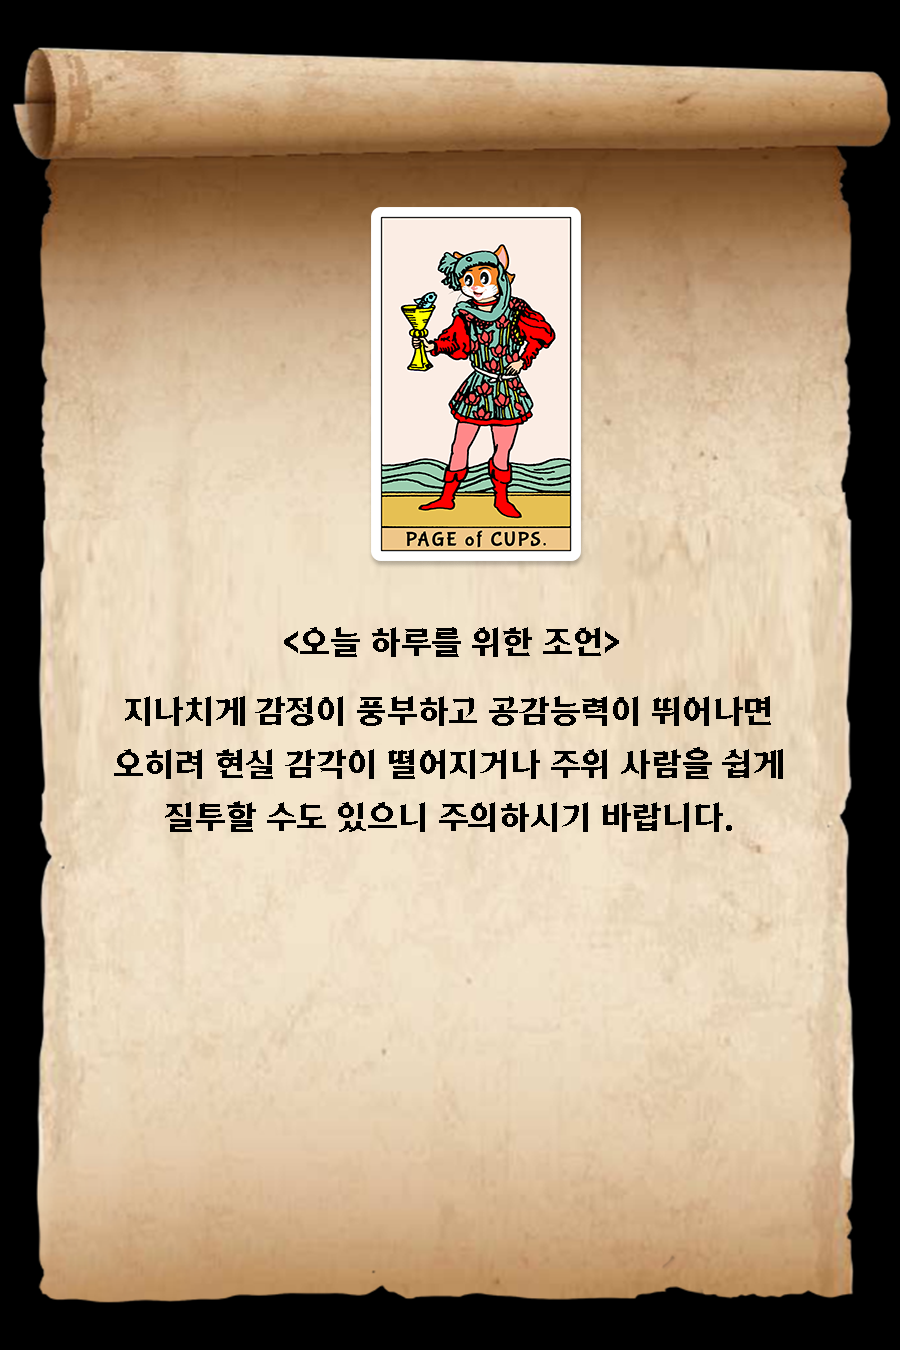 PAGE of CUPS.
<오늘 하루를 위한 조언>
지나치게 감정이 풍부하고 공감능력이 뛰어나면
오히려 현실 감각이 떨어지거나 주위 사람을 쉽게
질투할 수도 있으니 주의하시기 바랍니다.